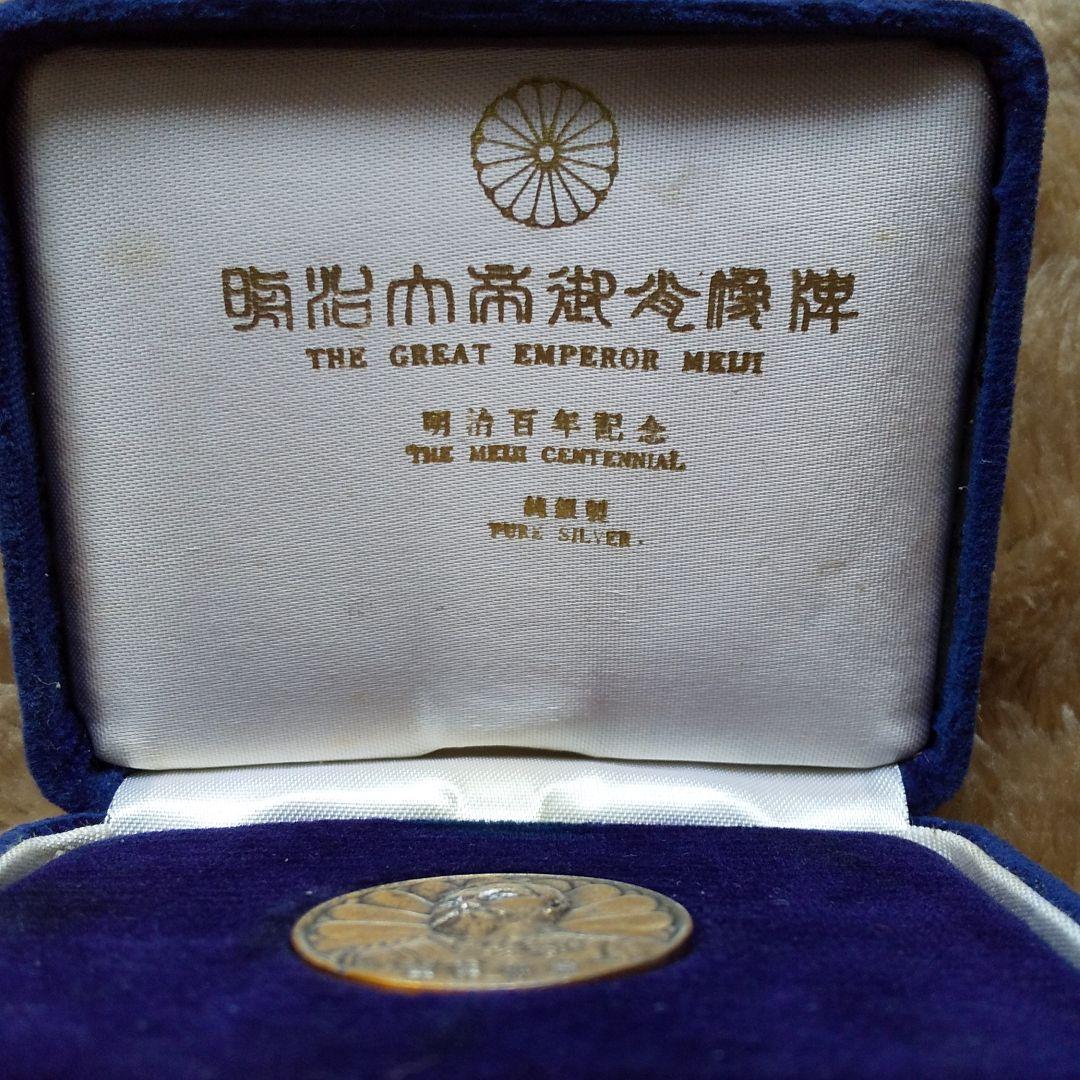 明治大帝御尊像牌
THE GREAT EMPEROR MEIJI
明治百年記念
THE MEIJI CENTENNIAL
純銀製
PURE SILVER.